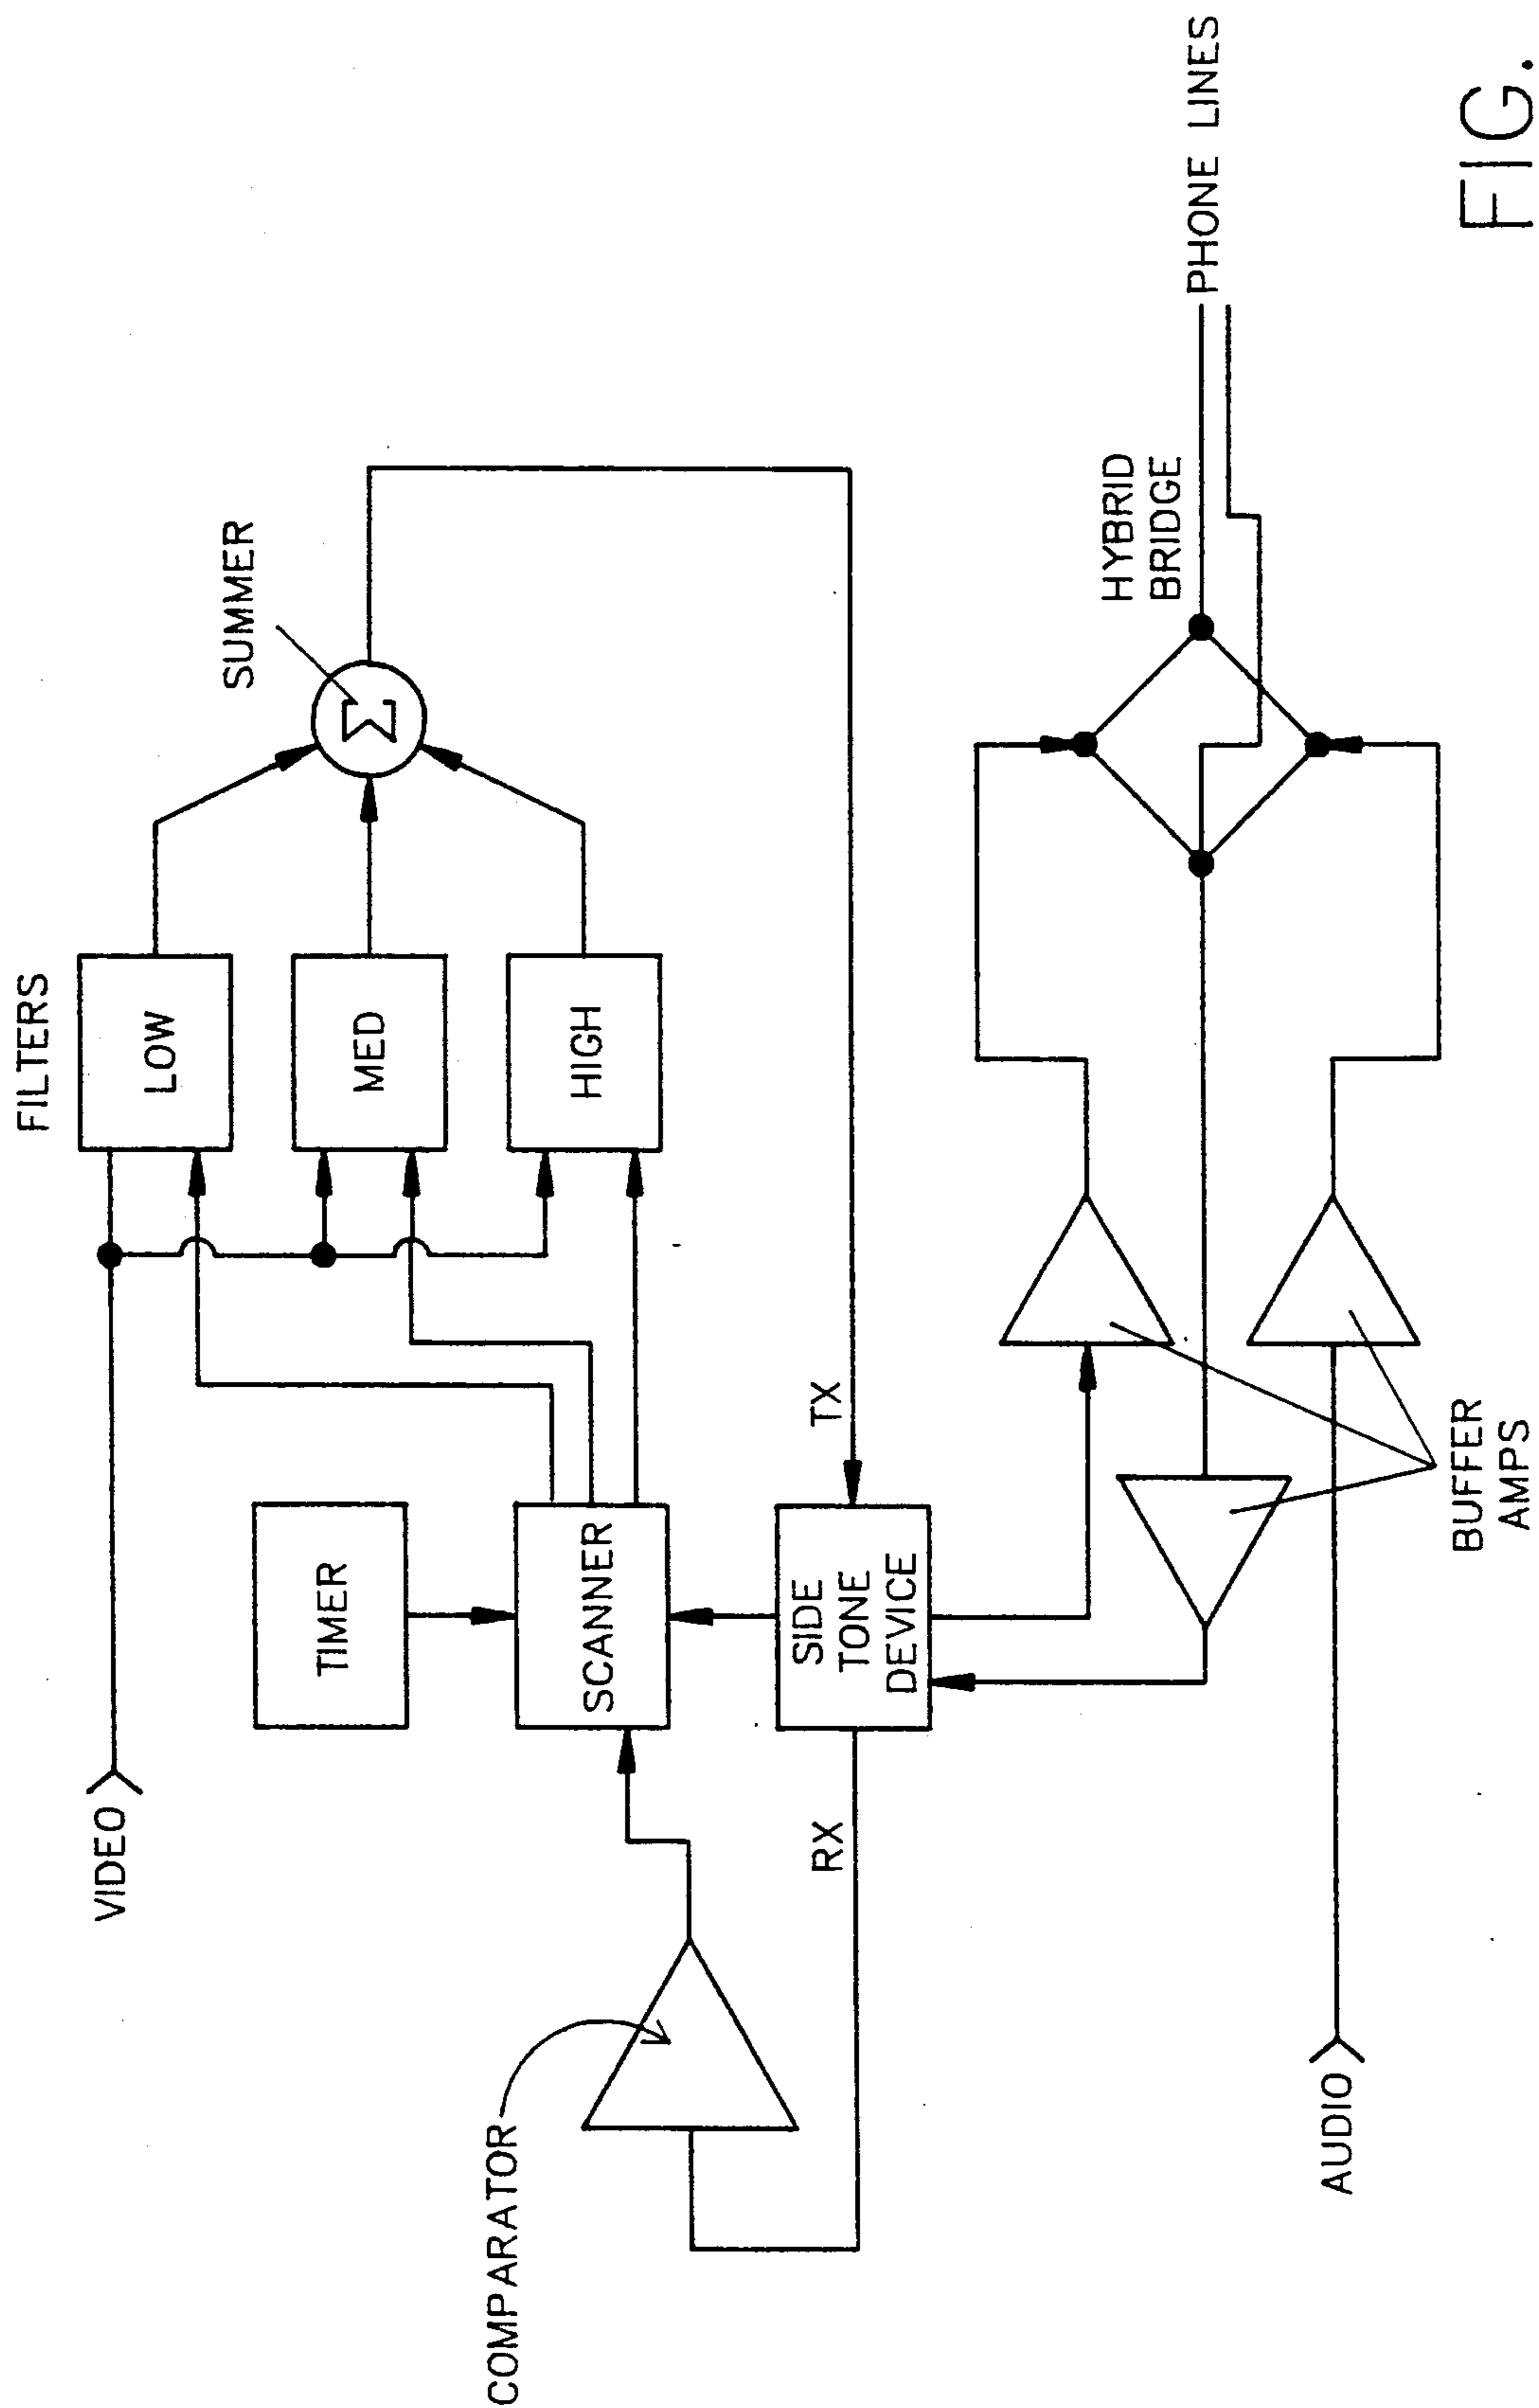 FILTERS
VIDEO
LOW
MED
HIGH
SUMMER
Σ
TIMER
SCANNER
COMPARATOR
SIDE
TONE
DEVICE
TX
RX
HYBRID
BRIDGE
PHONE LINES
AUDIO
BUFFER
AMPS
FIG.